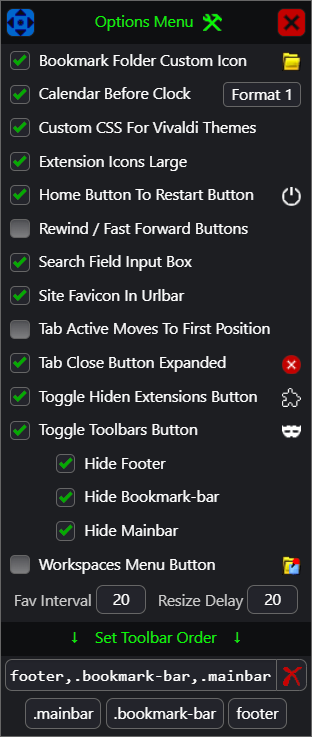 Options Menu
Bookmark Folder Custom Icon
Calendar Before Clock Format 1
Custom CSS For Vivaldi Themes
Extension Icons Large
Home Button To Restart Button
Rewind / Fast Forward Buttons
Search Field Input Box
Site Favicon In Urlbar
Tab Active Moves To First Position
Tab Close Button Expanded
Toggle Hiden Extensions Button
Toggle Toolbars Button
Hide Footer
Hide Bookmark-bar
Hide Mainbar
Workspaces Menu Button
Fav Interval 20 Resize Delay 20
↓ Set Toolbar Order ↓
footer,.bookmark-bar,.mainbar
.mainbar .bookmark-bar footer